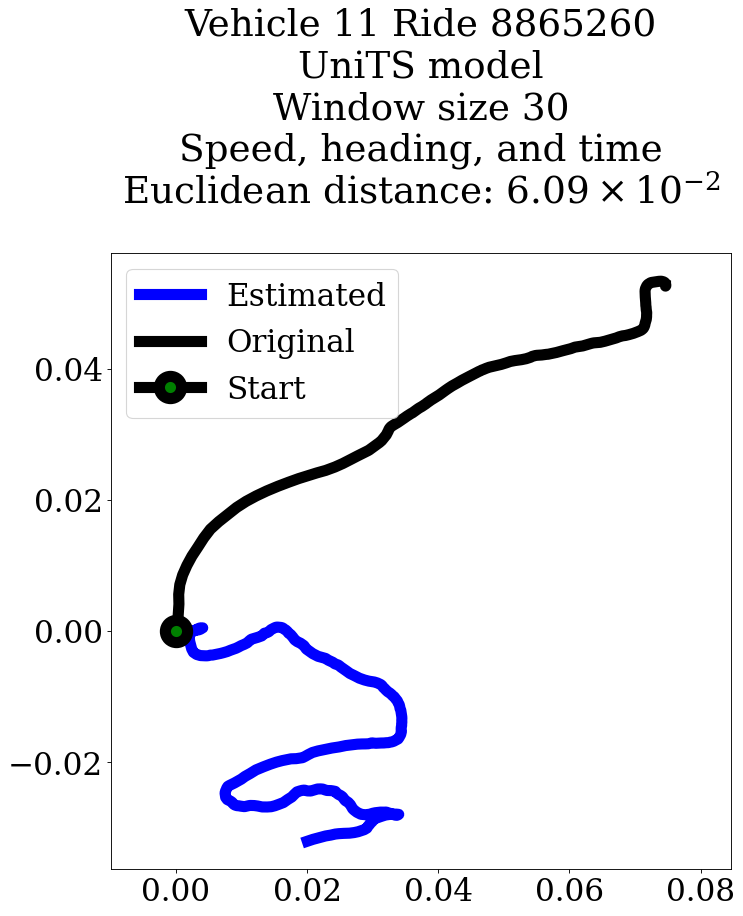 Vehicle 11 Ride 8865260
UniTS model
Window size 30
Speed, heading, and time
Euclidean distance: 6.09 × 10⁻²
Estimated
Original
Start
0.04
0.02
0.00
−0.02
0.00 0.02 0.04 0.06 0.08